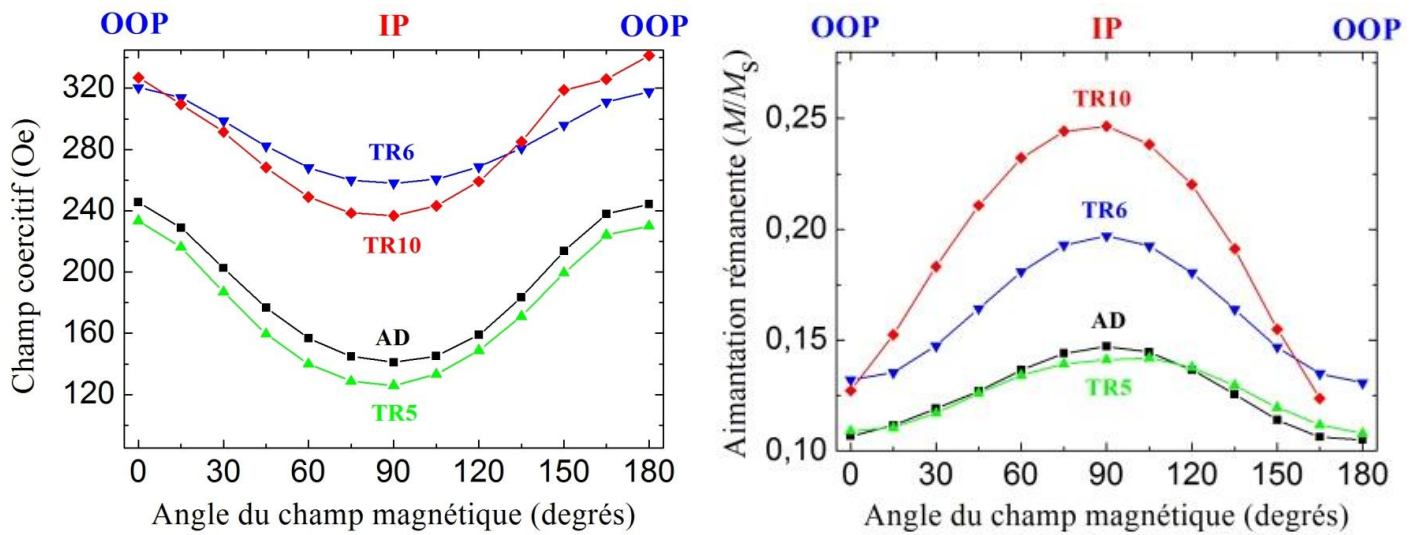 OOP IP OOP
Champ coercitif (Oe)
320
280
240
200
160
120
TR6
TR10
AD
TR5
0 30 60 90 120 150 180
Angle du champ magnétique (degrés)
OOP IP OOP
Aimantation rémanente (M/Ms)
0,25
0,20
0,15
0,10
TR10
TR6
AD
TR5
0 30 60 90 120 150 180
Angle du champ magnétique (degrés)